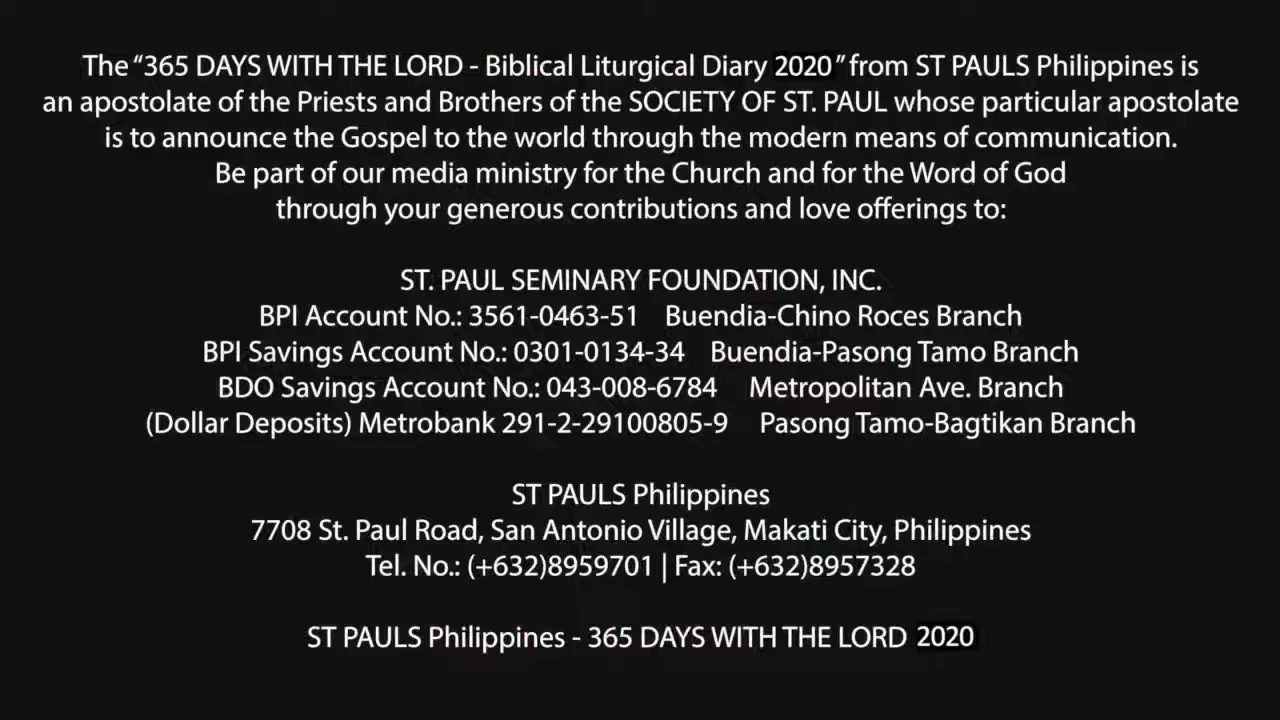 The “365 DAYS WITH THE LORD - Biblical Liturgical Diary 2020” from ST PAULS Philippines is
an apostolate of the Priests and Brothers of the SOCIETY OF ST. PAUL whose particular apostolate
is to announce the Gospel to the world through the modern means of communication.
Be part of our media ministry for the Church and for the Word of God
through your generous contributions and love offerings to:
ST. PAUL SEMINARY FOUNDATION, INC.
BPI Account No.: 3561-0463-51 Buendia-Chino Roces Branch
BPI Savings Account No.: 0301-0134-34 Buendia-Pasong Tamo Branch
BDO Savings Account No.: 043-008-6784 Metropolitan Ave. Branch
(Dollar Deposits) Metrobank 291-2-29100805-9 Pasong Tamo-Bagtikan Branch
ST PAULS Philippines
7708 St. Paul Road, San Antonio Village, Makati City, Philippines
Tel. No.: (+632)8959701 | Fax: (+632)8957328
ST PAULS Philippines - 365 DAYS WITH THE LORD 2020